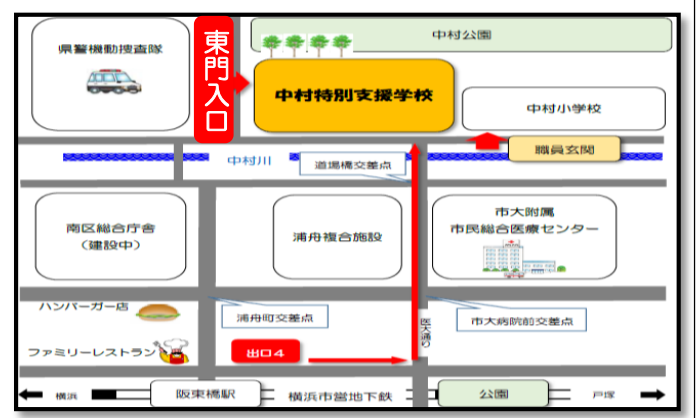 県警機動捜査隊
東門入口
中村公園
中村特別支援学校
中村小学校
職員玄関
中村川
道場橋交差点
南区総合庁舎
（建設中）
浦舟複合施設
市大附属
市民総合医療センター
ハンバーガー店
浦舟町交差点
医大通り
市大病院前交差点
ファミリーレストラン
出口４
横浜
阪東橋駅
横浜市営地下鉄
公園
戸塚